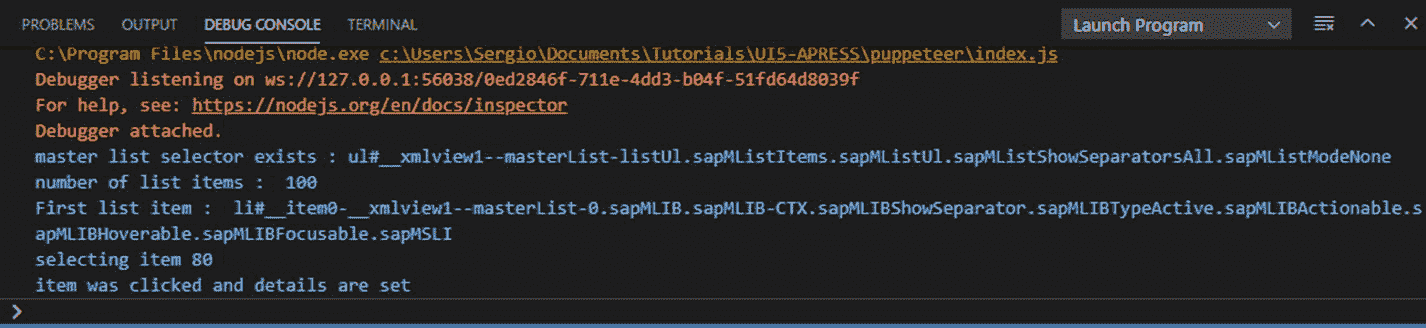 PROBLEMS OUTPUT DEBUG CONSOLE TERMINAL Launch Program
C:\Program Files\nodejs\node.exe c:\Users\Sergio\Documents\Tutorials\UI5-APRESS\puppeteer\index.js
Debugger listening on ws://127.0.0.1:56038/0ed2846f-711e-4dd3-b04f-51fd64d8039f
For help, see: https://nodejs.org/en/docs/inspector
Debugger attached.
master list selector exists : ul#__xmlview1--masterList-listUl.sapMListItems.sapMListUl.sapMListShowSeparatorsAll.sapMListModeNone
number of list items :  100
First list item :  li#__item0-__xmlview1--masterList-0.sapMLIB.sapMLIB-CTX.sapMLIBShowSeparator.sapMLIBTypeActive.sapMLIBActionable.s
apMLIBHoverable.sapMLIBFocusable.sapMSLI
selecting item 80
item was clicked and details are set